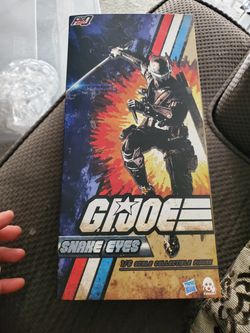 G.I.JOE
SNAKE EYES
1/6 SCALE COLLECTIBLE FIGURE